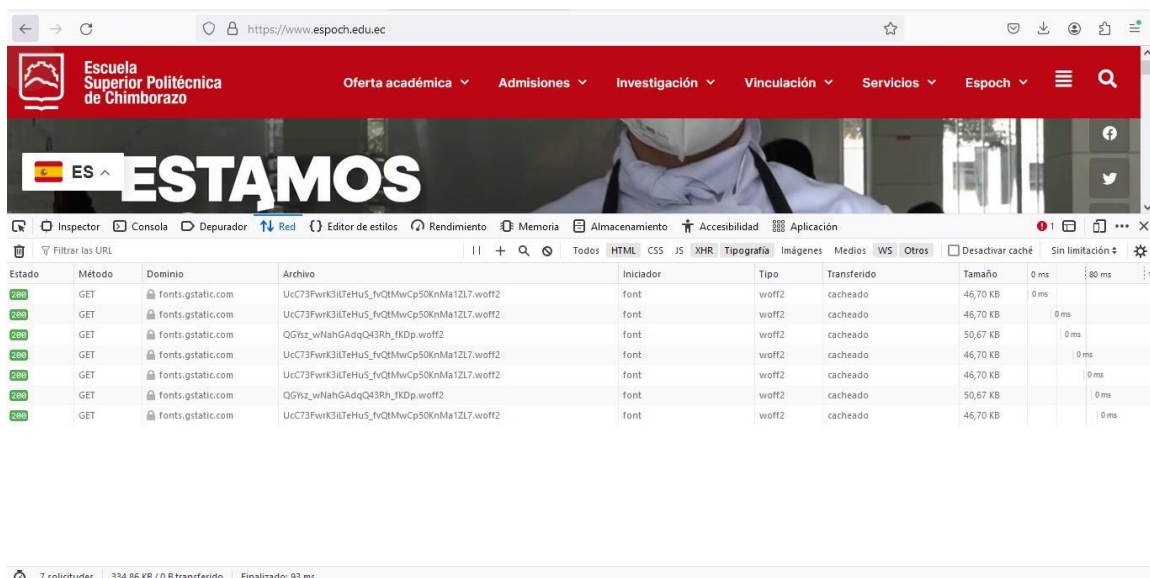 https://www.espoch.edu.ec
Escuela
Superior Politécnica
de Chimborazo
Oferta académica Admisiones Investigación Vinculación Servicios Espoch
ES
ESTAMOS
Inspector Consola Depurador Red Editor de estilos Rendimiento Memoria Almacenamiento Accesibilidad Aplicación 1
Filtrar las URL Todos HTML CSS JS XHR Tipografía Imágenes Medios WS Otros Desactivar caché Sin limitación
Estado Método Dominio Archivo Iniciador Tipo Transferido Tamaño 0 ms 80 ms
200 GET fonts.gstatic.com UcC73FwrK3iLTeHuS_fvQtMwCp50KnMa1ZL7.woff2 font woff2 cacheado 46,70 KB 0 ms
200 GET fonts.gstatic.com UcC73FwrK3iLTeHuS_fvQtMwCp50KnMa1ZL7.woff2 font woff2 cacheado 46,70 KB 0 ms
200 GET fonts.gstatic.com QGYsz_wNahGAdqQ43Rh_fKDp.woff2 font woff2 cacheado 50,67 KB 0 ms
200 GET fonts.gstatic.com UcC73FwrK3iLTeHuS_fvQtMwCp50KnMa1ZL7.woff2 font woff2 cacheado 46,70 KB 0 ms
200 GET fonts.gstatic.com UcC73FwrK3iLTeHuS_fvQtMwCp50KnMa1ZL7.woff2 font woff2 cacheado 46,70 KB 0 ms
200 GET fonts.gstatic.com QGYsz_wNahGAdqQ43Rh_fKDp.woff2 font woff2 cacheado 50,67 KB 0 ms
200 GET fonts.gstatic.com UcC73FwrK3iLTeHuS_fvQtMwCp50KnMa1ZL7.woff2 font woff2 cacheado 46,70 KB 0 ms
7 solicitudes 334,86 KB / 0 B transferido Finalizado: 93 ms